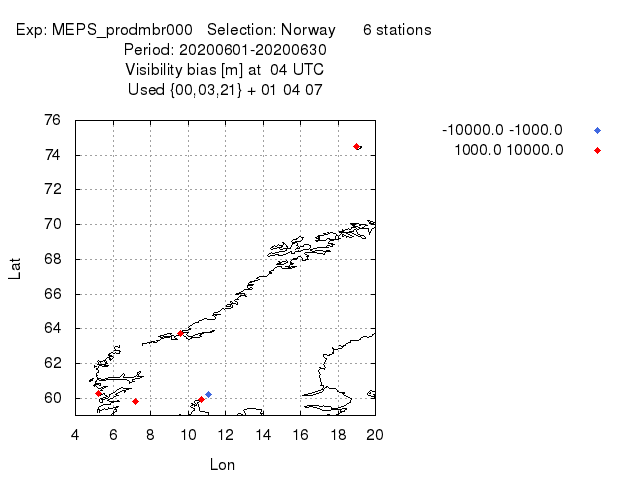 Exp: MEPS_prodmbr000 Selection: Norway 6 stations
Period: 20200601-20200630
Visibility bias [m] at 04 UTC
Used {00,03,21} + 01 04 07
-10000.0 -1000.0
1000.0 10000.0
76
74
72
70
68
66
64
62
60
Lat
4 6 8 10 12 14 16 18 20
Lon